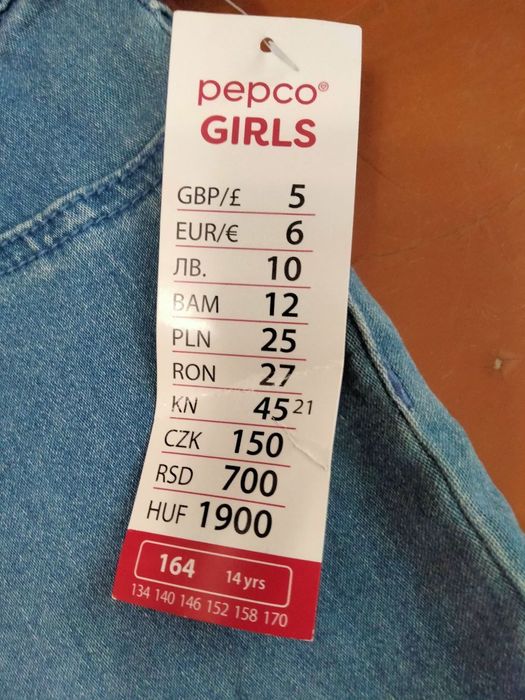 pepco®
GIRLS
GBP/£ 5
EUR/€ 6
ЛВ. 10
BAM 12
PLN 25
RON 27
KN 45 21
CZK 150
RSD 700
HUF 1900
164 14 yrs
134 140 146 152 158 170